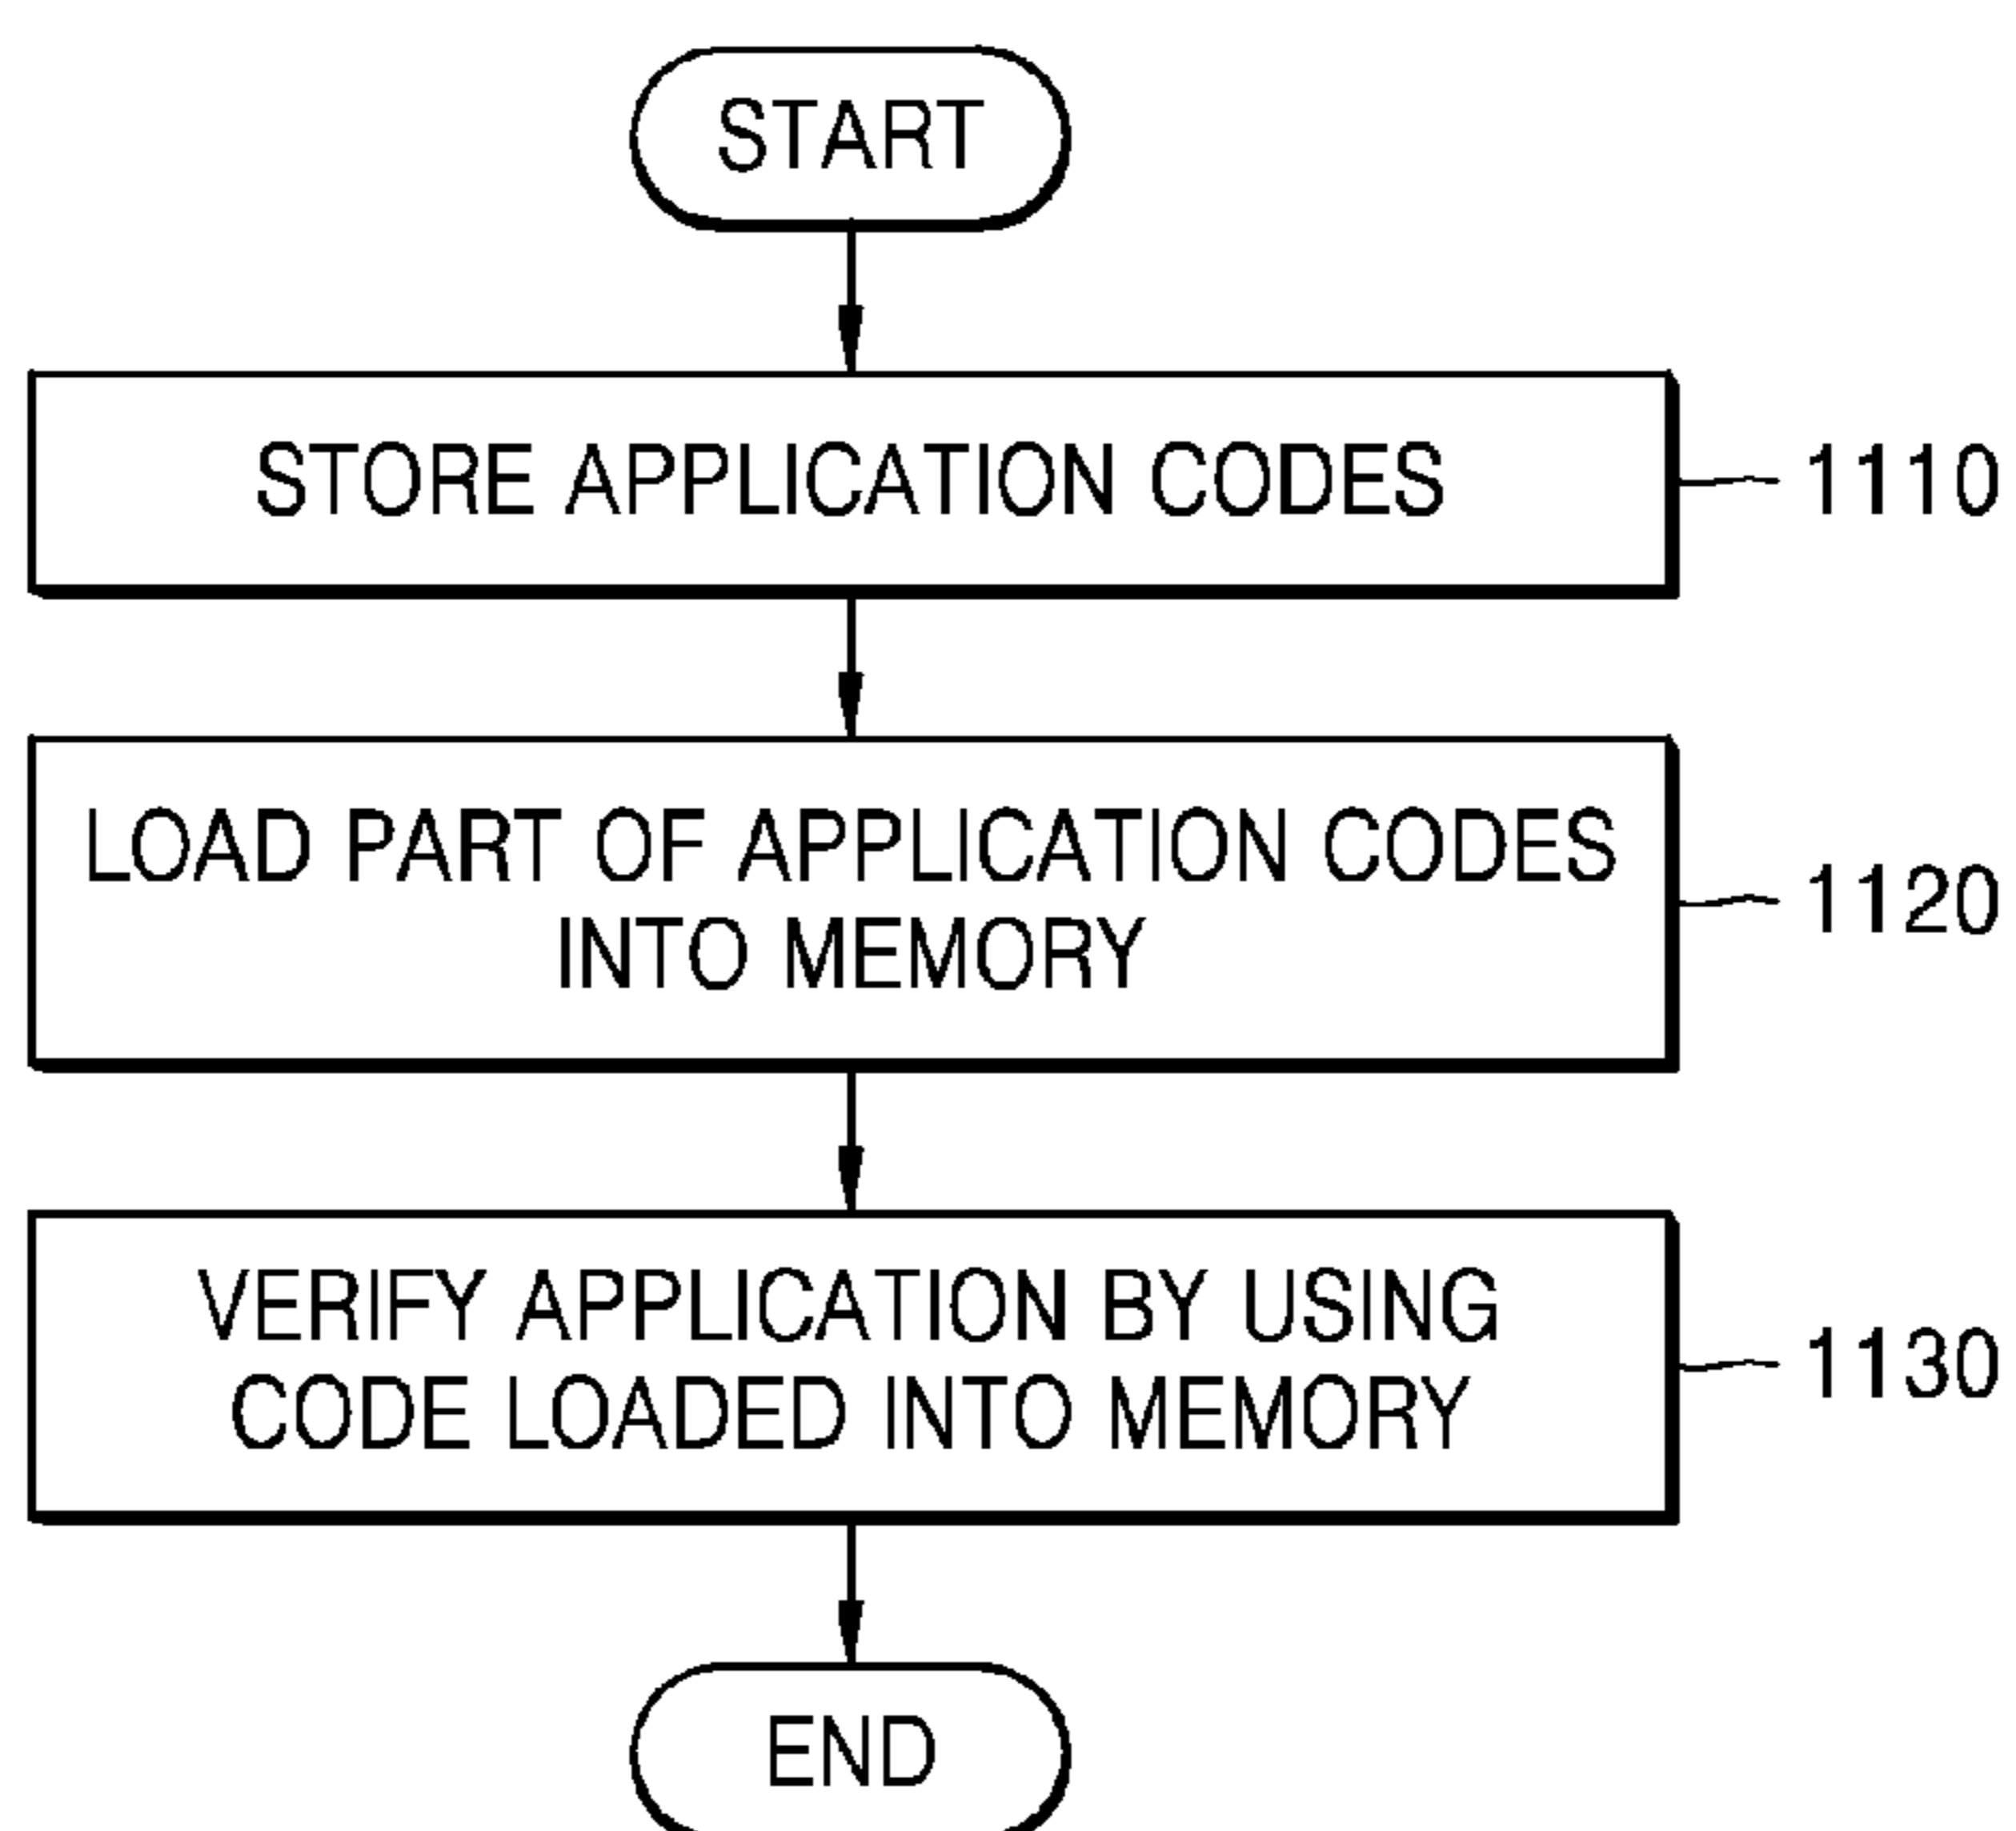 START
STORE APPLICATION CODES
1110
LOAD PART OF APPLICATION CODES
INTO MEMORY
1120
VERIFY APPLICATION BY USING
CODE LOADED INTO MEMORY
1130
END